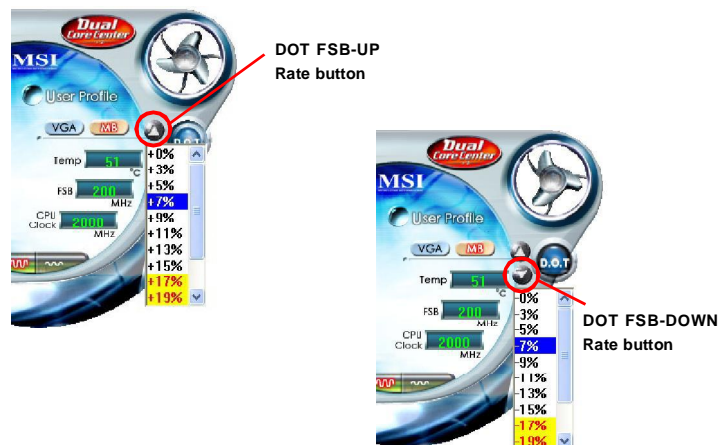 Dual
Core Center
MSI
DOT FSB-UP
Rate button
User Profile
VGA MB
Temp 51 °C
FSB 200 MHz
CPU Clock 2000 MHz
+0%
+3%
+5%
+7%
+9%
+11%
+13%
+15%
+17%
+19%
Dual
Core Center
MSI
User Profile
VGA MB
D.O.T
Temp 51 °C
FSB 200 MHz
CPU Clock 2000 MHz
-0%
-3%
-5%
-7%
-9%
-11%
-13%
-15%
-17%
-19%
DOT FSB-DOWN
Rate button